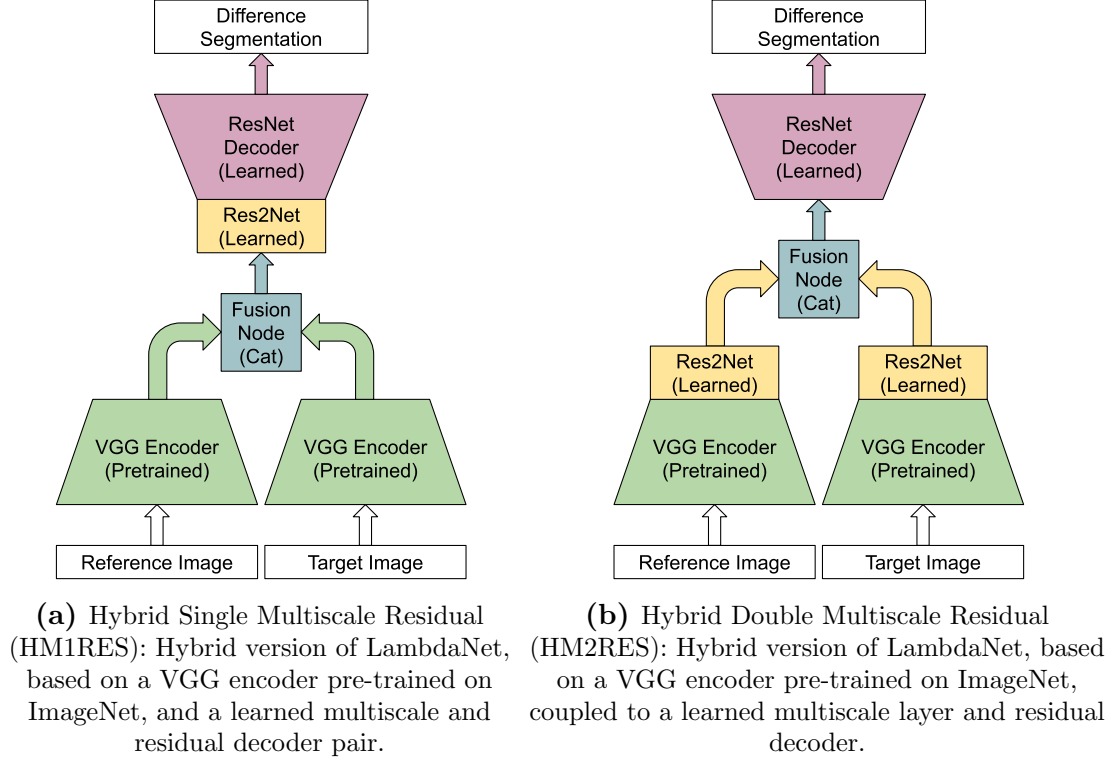 Difference
Segmentation
ResNet
Decoder
(Learned)
Res2Net
(Learned)
Fusion
Node
(Cat)
VGG Encoder
(Pretrained)
VGG Encoder
(Pretrained)
Reference Image
Target Image
(a) Hybrid Single Multiscale Residual
(HM1RES): Hybrid version of LambdaNet,
based on a VGG encoder pre-trained on
ImageNet, and a learned multiscale and
residual decoder pair.
Difference
Segmentation
ResNet
Decoder
(Learned)
Fusion
Node
(Cat)
Res2Net
(Learned)
Res2Net
(Learned)
VGG Encoder
(Pretrained)
VGG Encoder
(Pretrained)
Reference Image
Target Image
(b) Hybrid Double Multiscale Residual
(HM2RES): Hybrid version of LambdaNet, based
on a VGG encoder pre-trained on ImageNet,
coupled to a learned multiscale layer and residual
decoder.